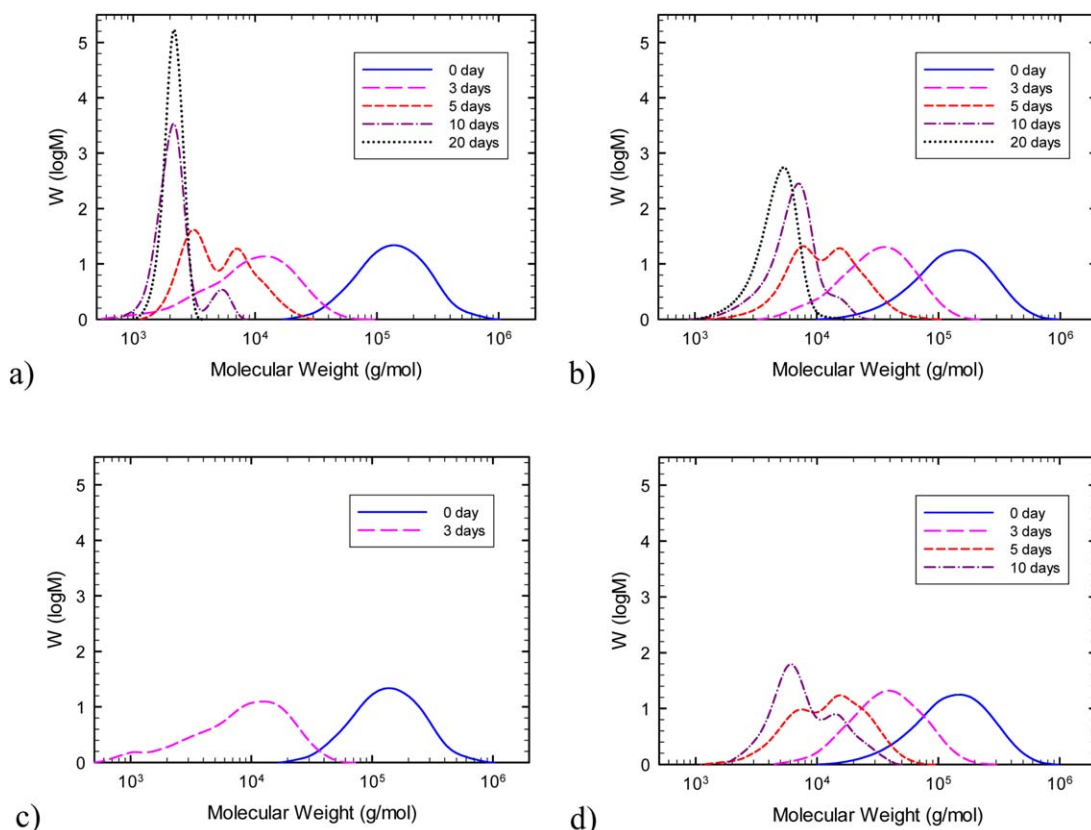 5
4
3
2
1
0
W (logM)
0 day
3 days
5 days
10 days
20 days
10³ 10⁴ 10⁵ 10⁶
Molecular Weight (g/mol)
a)
5
4
3
2
1
0
W (logM)
0 day
3 days
5 days
10 days
20 days
10³ 10⁴ 10⁵ 10⁶
Molecular Weight (g/mol)
b)
5
4
3
2
1
0
W (logM)
0 day
3 days
10³ 10⁴ 10⁵ 10⁶
Molecular Weight (g/mol)
c)
5
4
3
2
1
0
W (logM)
0 day
3 days
5 days
10 days
10³ 10⁴ 10⁵ 10⁶
Molecular Weight (g/mol)
d)